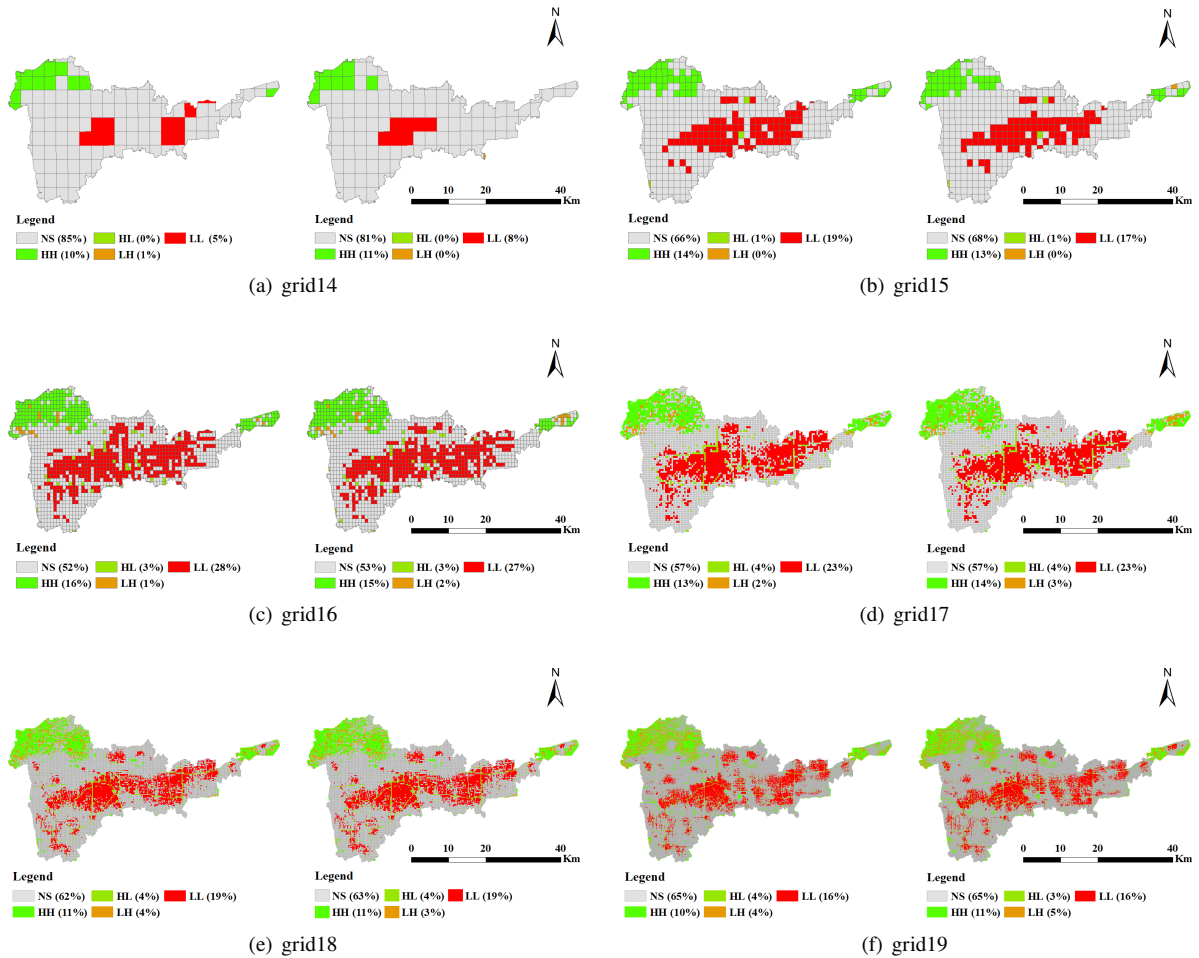 N
N
0 10 20 40
Km
0 10 20 40
Km
Legend
Legend
Legend
Legend
NS (85%) HL (0%) LL (5%)
HH (10%) LH (1%)
NS (81%) HL (0%) LL (8%)
HH (11%) LH (0%)
NS (66%) HL (1%) LL (19%)
HH (14%) LH (0%)
NS (68%) HL (1%) LL (17%)
HH (13%) LH (0%)
(a) grid14
(b) grid15
N
N
0 10 20 40
Km
0 10 20 40
Km
Legend
Legend
Legend
Legend
NS (52%) HL (3%) LL (28%)
HH (16%) LH (1%)
NS (53%) HL (3%) LL (27%)
HH (15%) LH (2%)
NS (57%) HL (4%) LL (23%)
HH (13%) LH (2%)
NS (57%) HL (4%) LL (23%)
HH (14%) LH (3%)
(c) grid16
(d) grid17
N
N
0 10 20 40
Km
0 10 20 40
Km
Legend
Legend
Legend
Legend
NS (62%) HL (4%) LL (19%)
HH (11%) LH (4%)
NS (63%) HL (4%) LL (19%)
HH (11%) LH (3%)
NS (65%) HL (4%) LL (16%)
HH (10%) LH (4%)
NS (65%) HL (3%) LL (16%)
HH (11%) LH (5%)
(e) grid18
(f) grid19